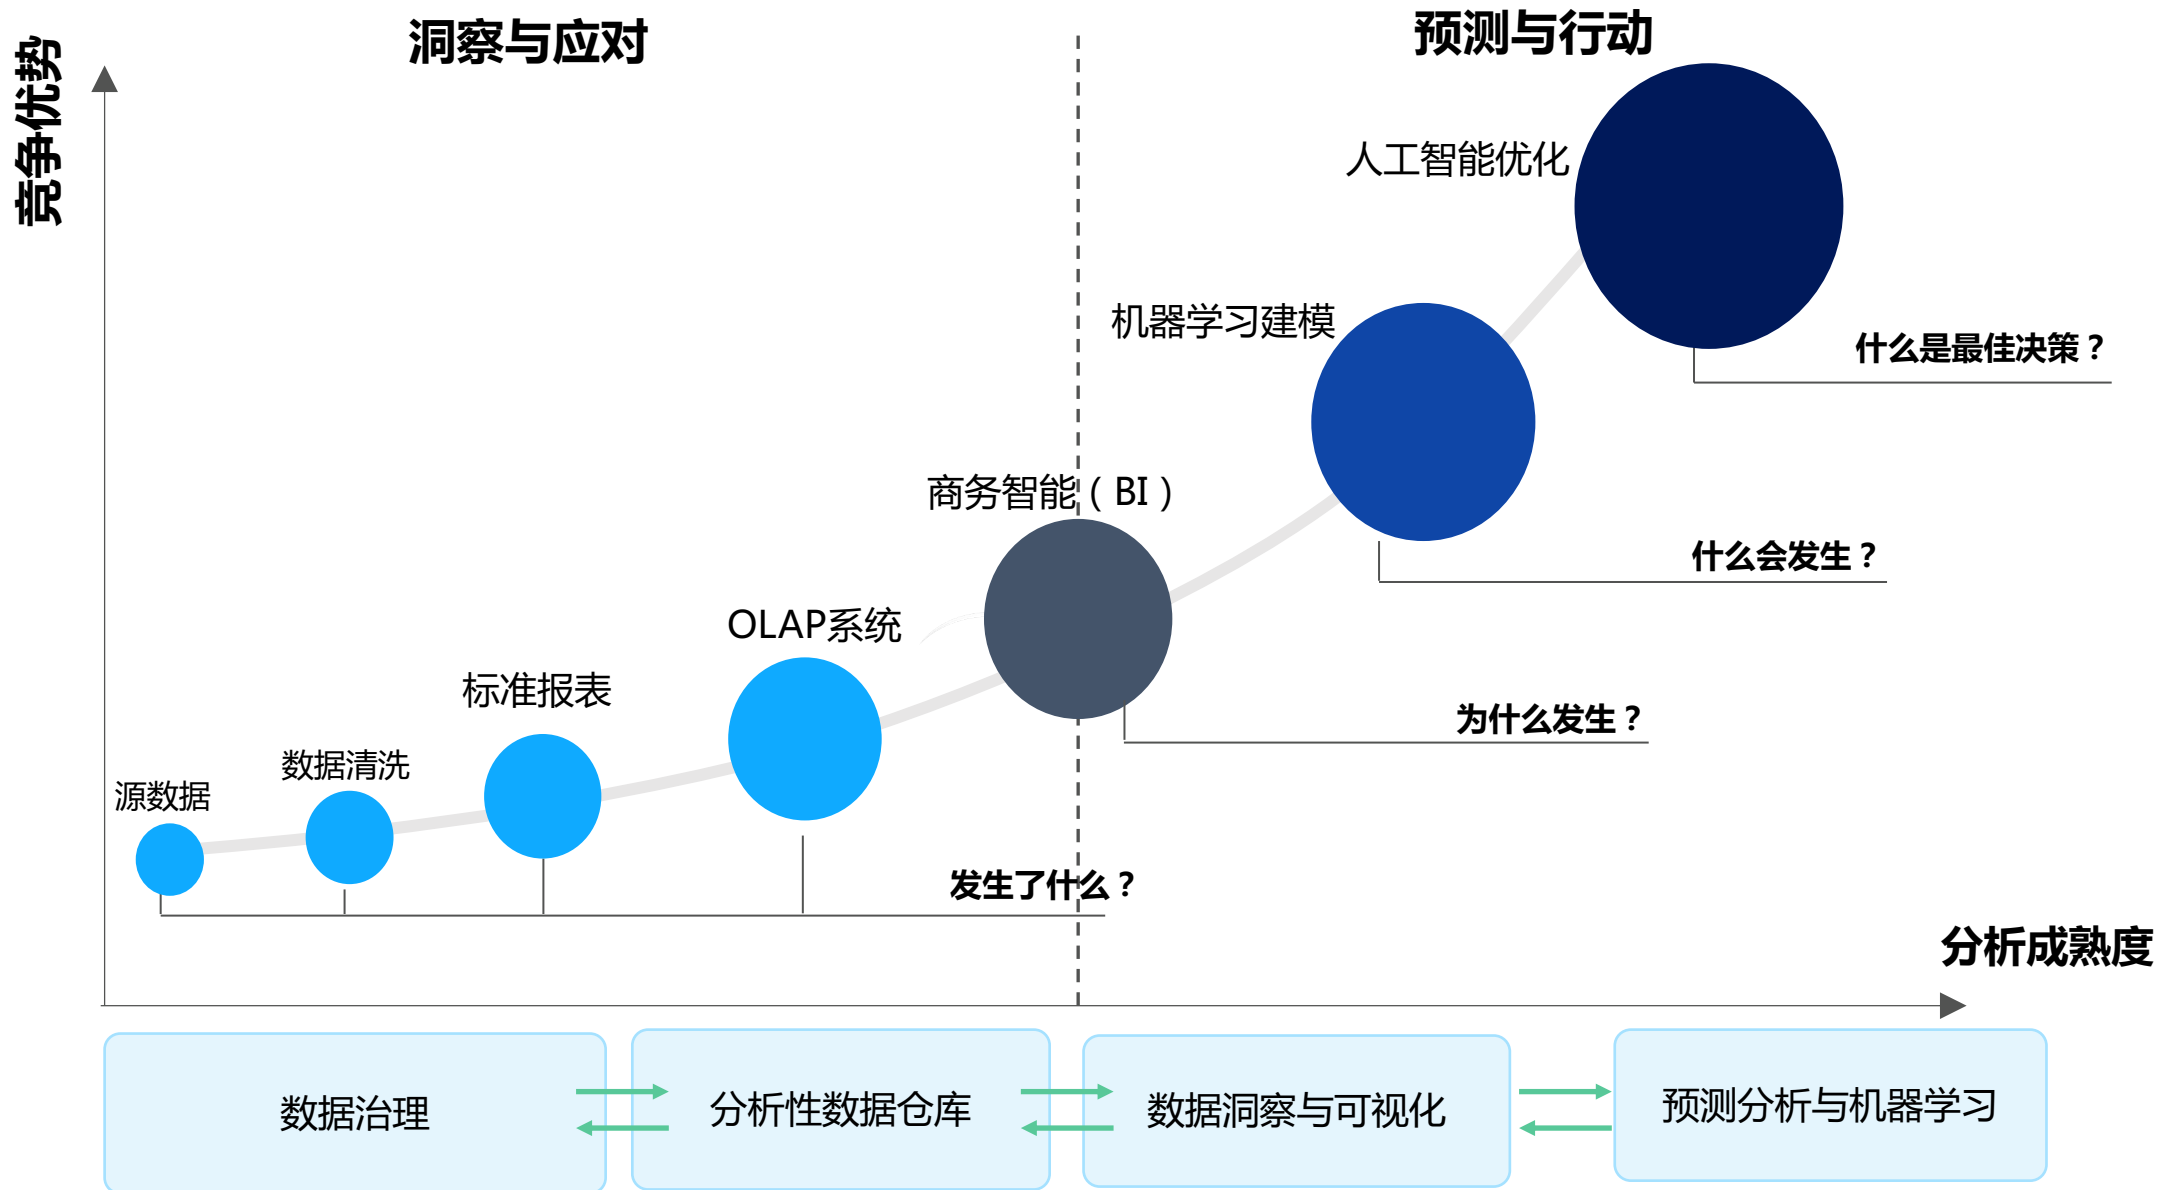 洞察与应对
预测与行动
竞争优势
人工智能优化
机器学习建模
什么是最佳决策？
商务智能（BI）
什么会发生？
OLAP系统
标准报表
为什么发生？
数据清洗
源数据
发生了什么？
分析成熟度
数据治理
分析性数据仓库
数据洞察与可视化
预测分析与机器学习